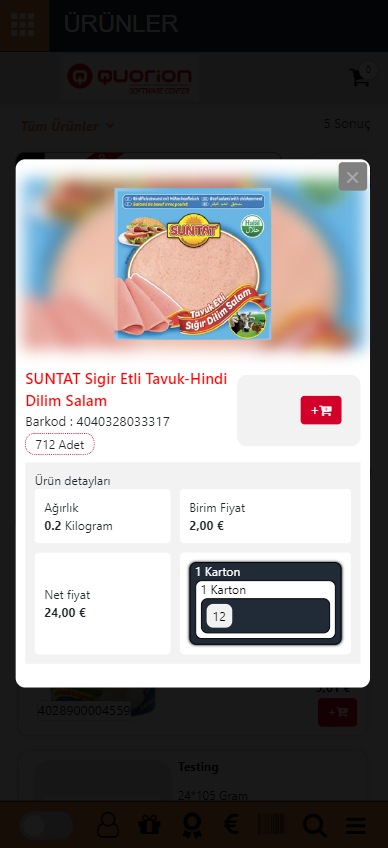 ÜRÜNLER
QUORION
SOFTWARE CENTER
0
Tüm Ürünler
5 Sonuç
SUNTAT
Helal
Tavuk Etli
Sığır Dilim Salam
SUNTAT Sigir Etli Tavuk-Hindi
Dilim Salam
Barkod : 4040328033317
712 Adet
Ürün detayları
Ağırlık
0.2 Kilogram
Birim Fiyat
2,00 €
Net fiyat
24,00 €
1 Karton
1 Karton
12
4028900004559
Testing
24*105 Gram